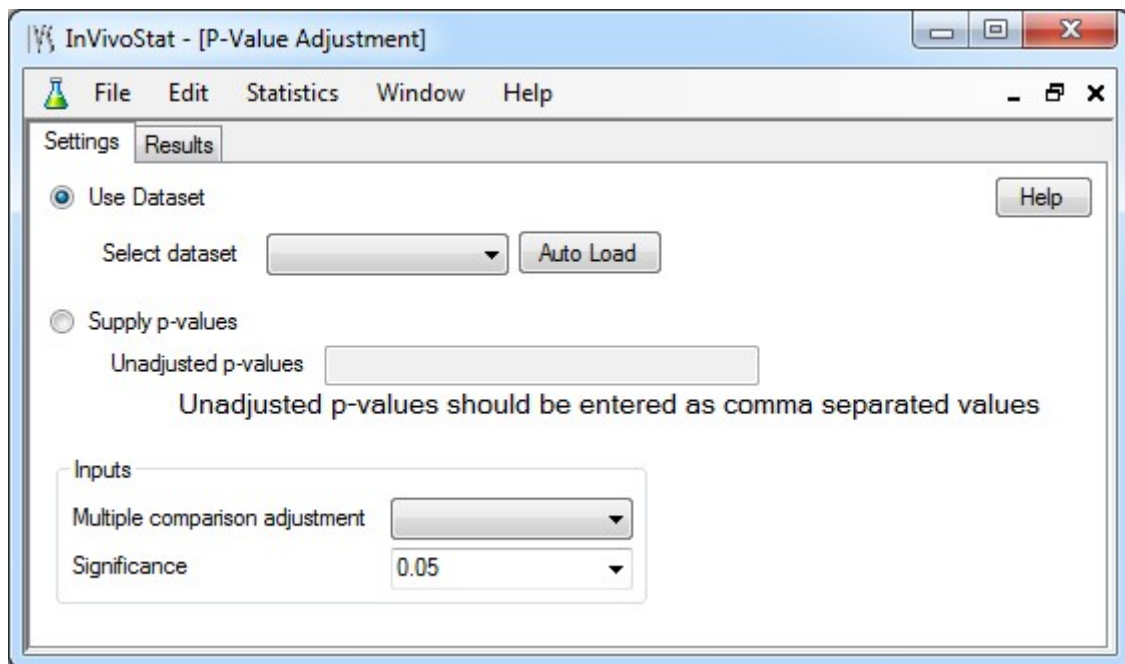 InVivoStat - [P-Value Adjustment]
File Edit Statistics Window Help
Settings Results
Use Dataset Help
Select dataset Auto Load
Supply p-values
Unadjusted p-values
Unadjusted p-values should be entered as comma separated values
Inputs
Multiple comparison adjustment
Significance 0.05